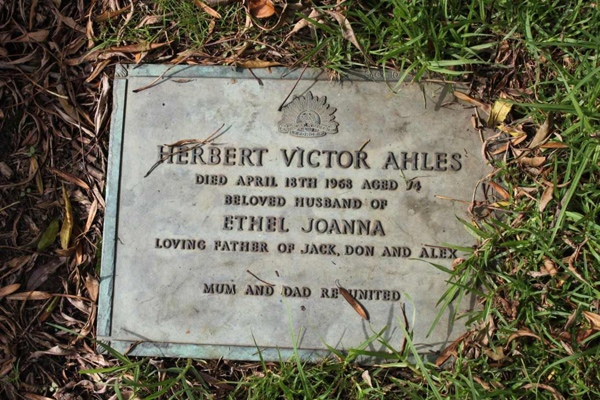 HERBERT VICTOR AHLES
DIED APRIL 18TH 1968 AGED 74
BELOVED HUSBAND OF
ETHEL JOANNA
LOVING FATHER OF JACK, DON AND ALEX
MUM AND DAD REUNITED